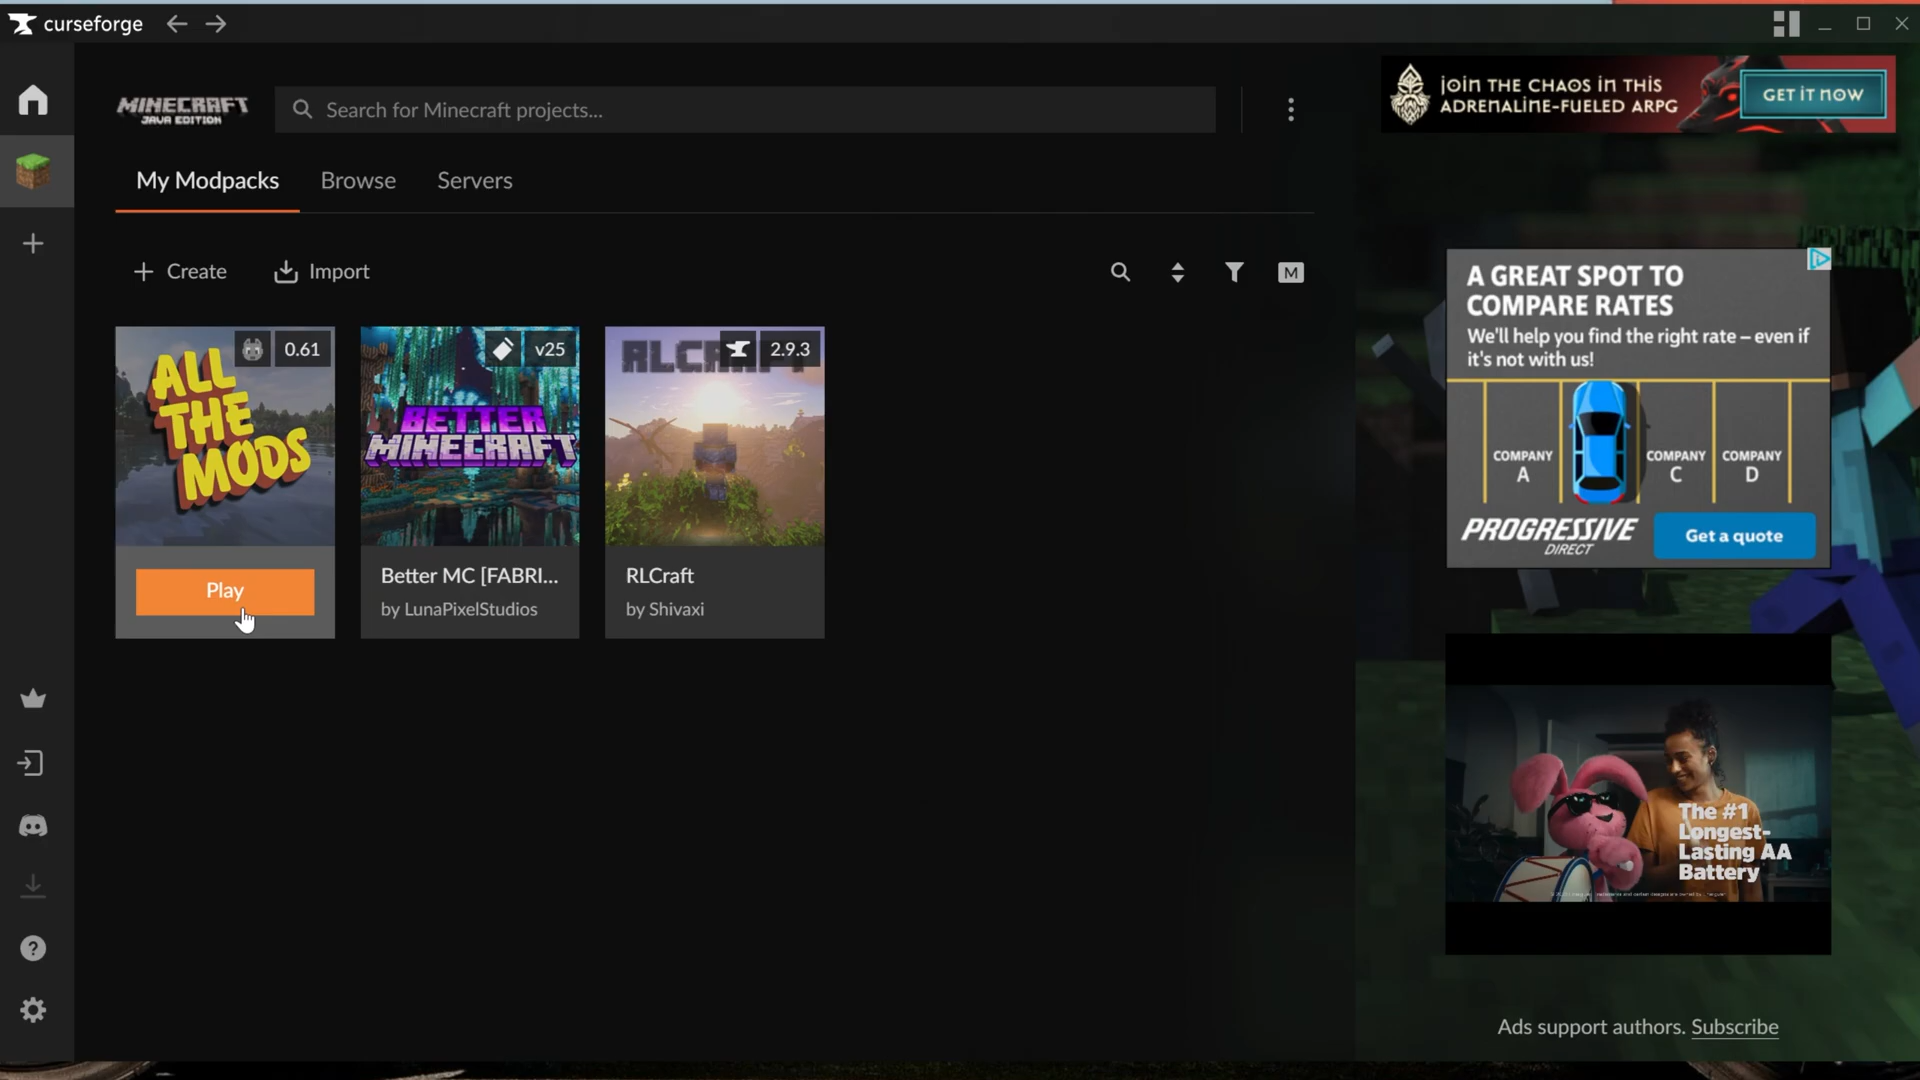 curseforge
MINECRAFT
JAVA EDITION
Search for Minecraft projects...
JOIN THE CHAOS IN THIS
ADRENALINE-FUELED ARPG
GET IT NOW
My Modpacks
Browse
Servers
Create
Import
M
ALL
THE
MODS
0.61
Play
BETTER
MINECRAFT
v25
Better MC [FABRI...
by LunaPixelStudios
RLCRAFT
2.9.3
RLCraft
by Shivaxi
A GREAT SPOT TO
COMPARE RATES
We'll help you find the right rate – even if
it's not with us!
COMPANY
A
COMPANY
C
COMPANY
D
PROGRESSIVE
DIRECT
Get a quote
The #1
Longest-
Lasting AA
Battery
Ads support authors. Subscribe